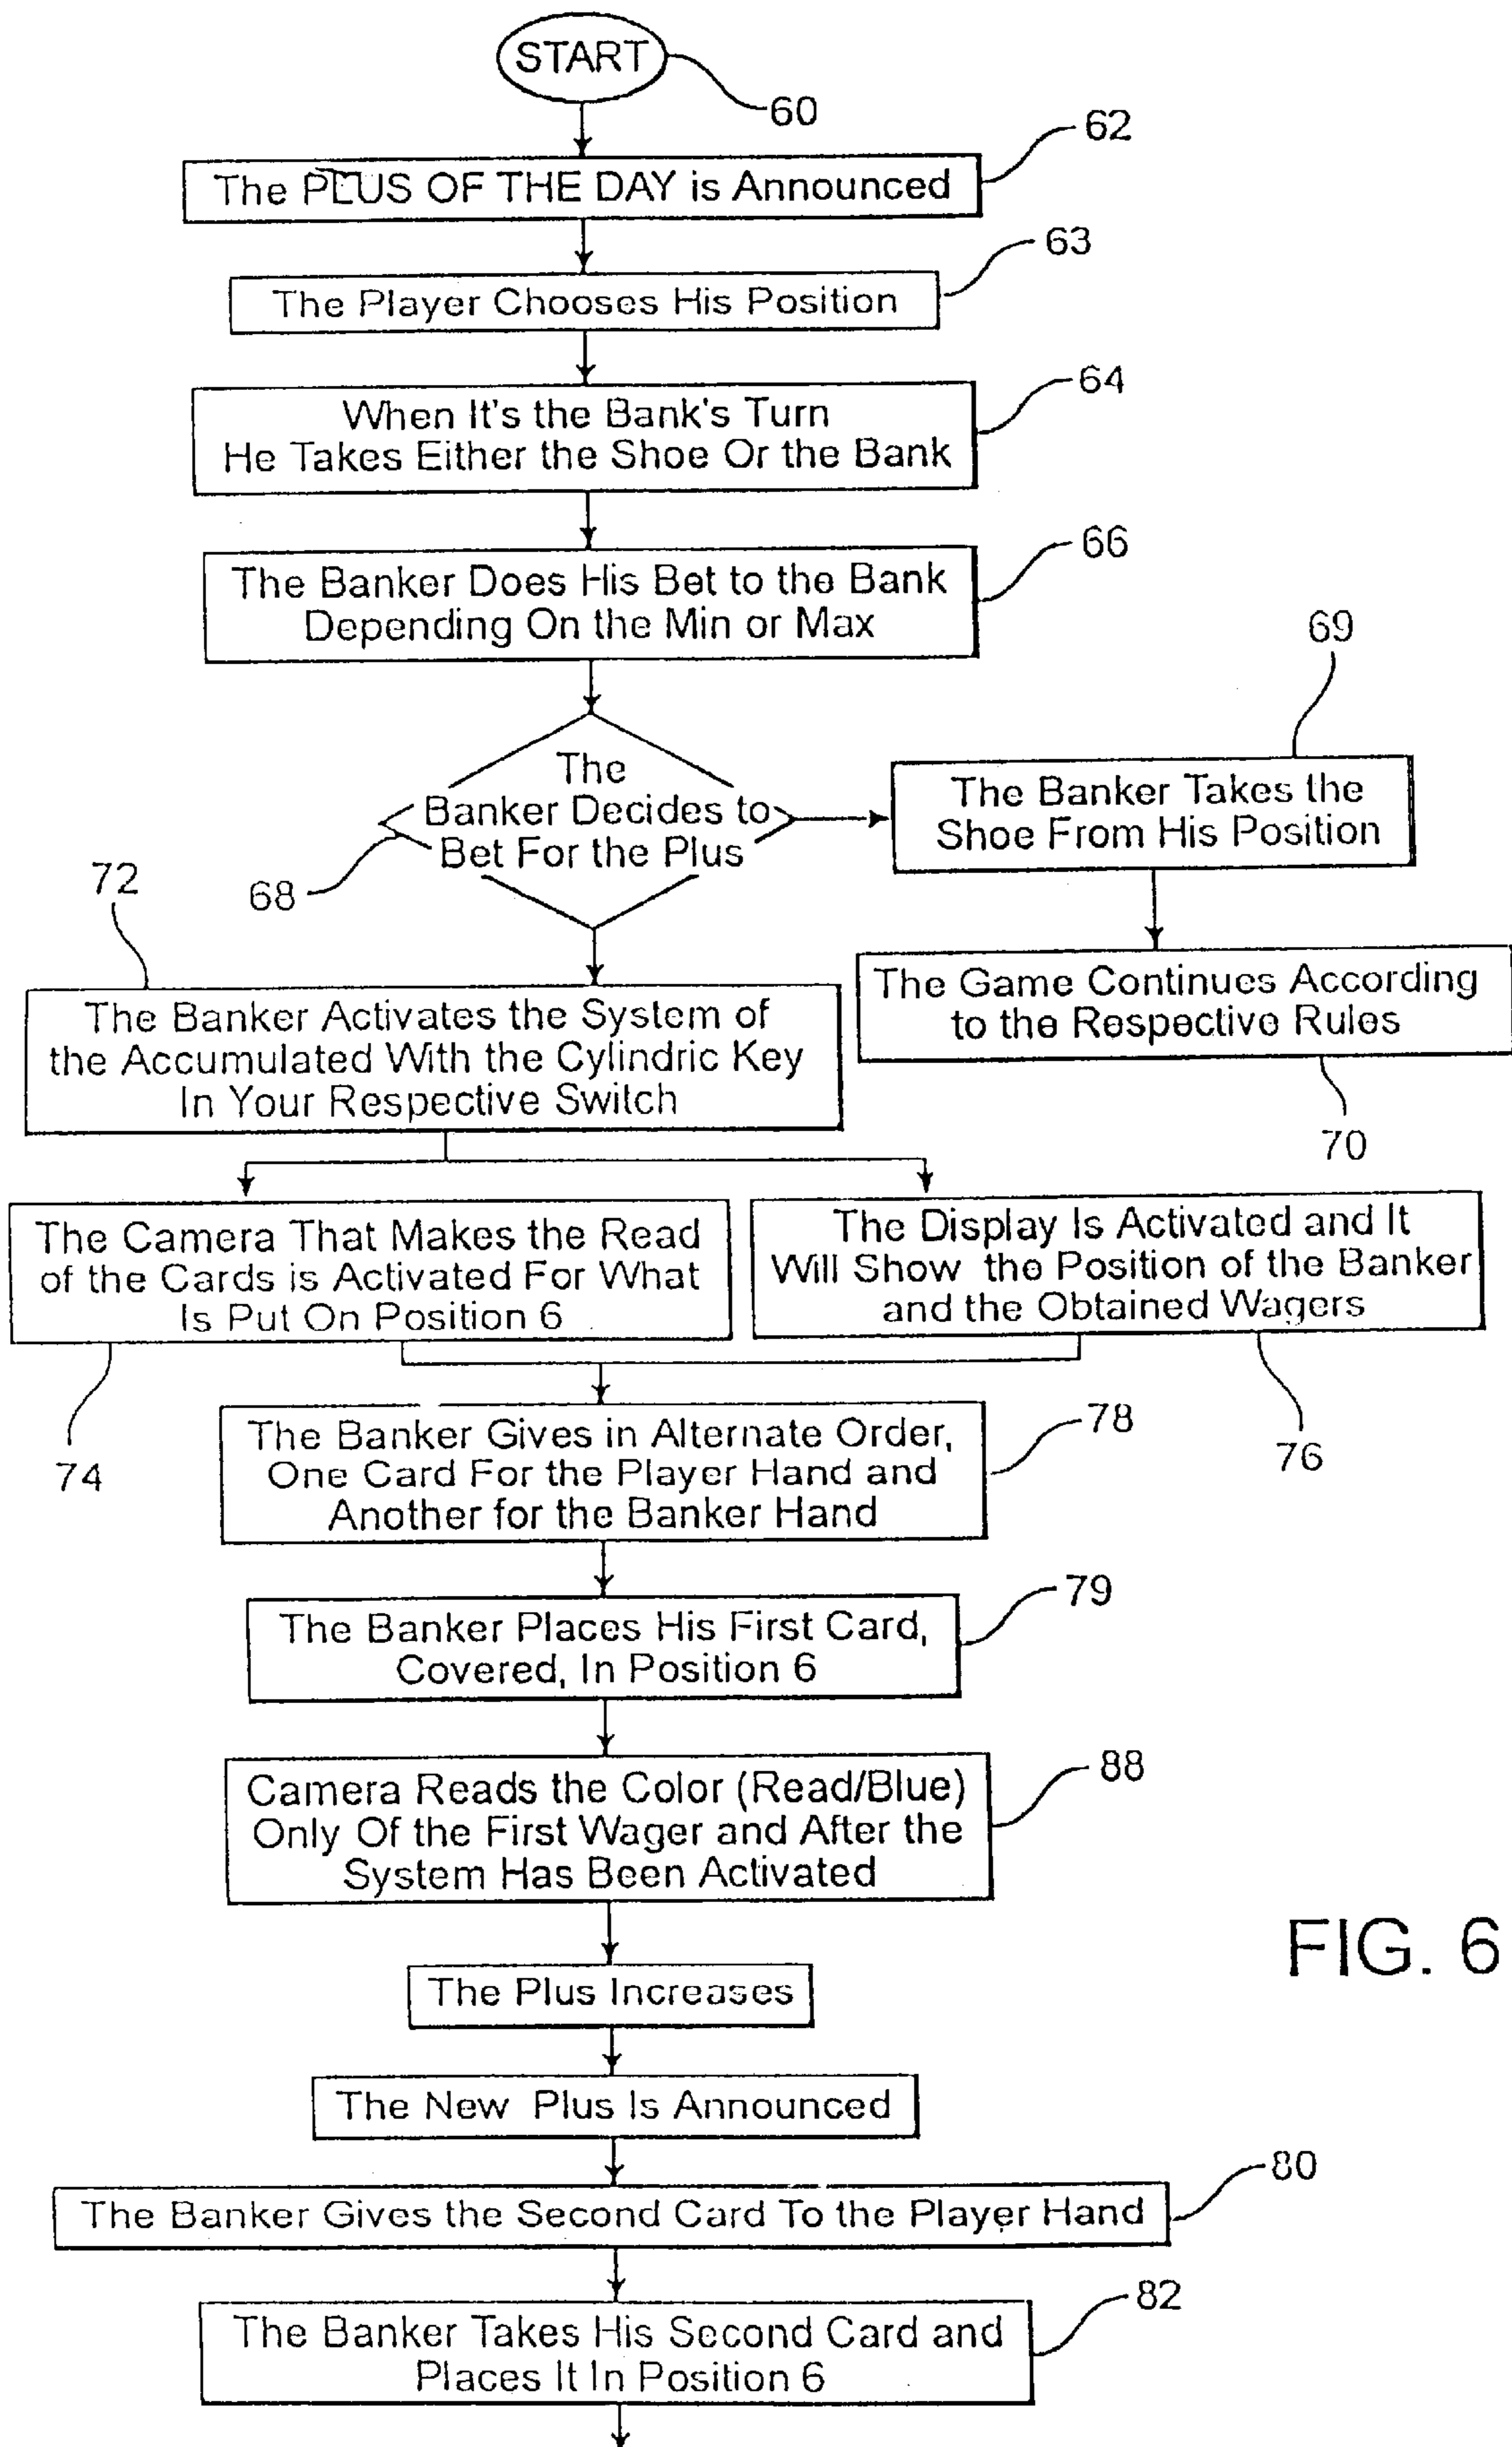 START
60
The PLUS OF THE DAY is Announced
62
The Player Chooses His Position
63
When It's the Bank's Turn
He Takes Either the Shoe Or the Bank
64
The Banker Does His Bet to the Bank
Depending On the Min or Max
66
The
Banker Decides to
Bet For the Plus
68
69
The Banker Takes the
Shoe From His Position
The Game Continues According
to the Respective Rules
70
72
The Banker Activates the System of
the Accumulated With the Cylindric Key
In Your Respective Switch
The Camera That Makes the Read
of the Cards is Activated For What
Is Put On Position 6
74
The Display Is Activated and It
Will Show the Position of the Banker
and the Obtained Wagers
76
The Banker Gives in Alternate Order,
One Card For the Player Hand and
Another for the Banker Hand
78
The Banker Places His First Card,
Covered, In Position 6
79
Camera Reads the Color (Read/Blue)
Only Of the First Wager and After the
System Has Been Activated
88
The Plus Increases
The New Plus Is Announced
The Banker Gives the Second Card To the Player Hand
80
The Banker Takes His Second Card and
Places It In Position 6
82
FIG. 6